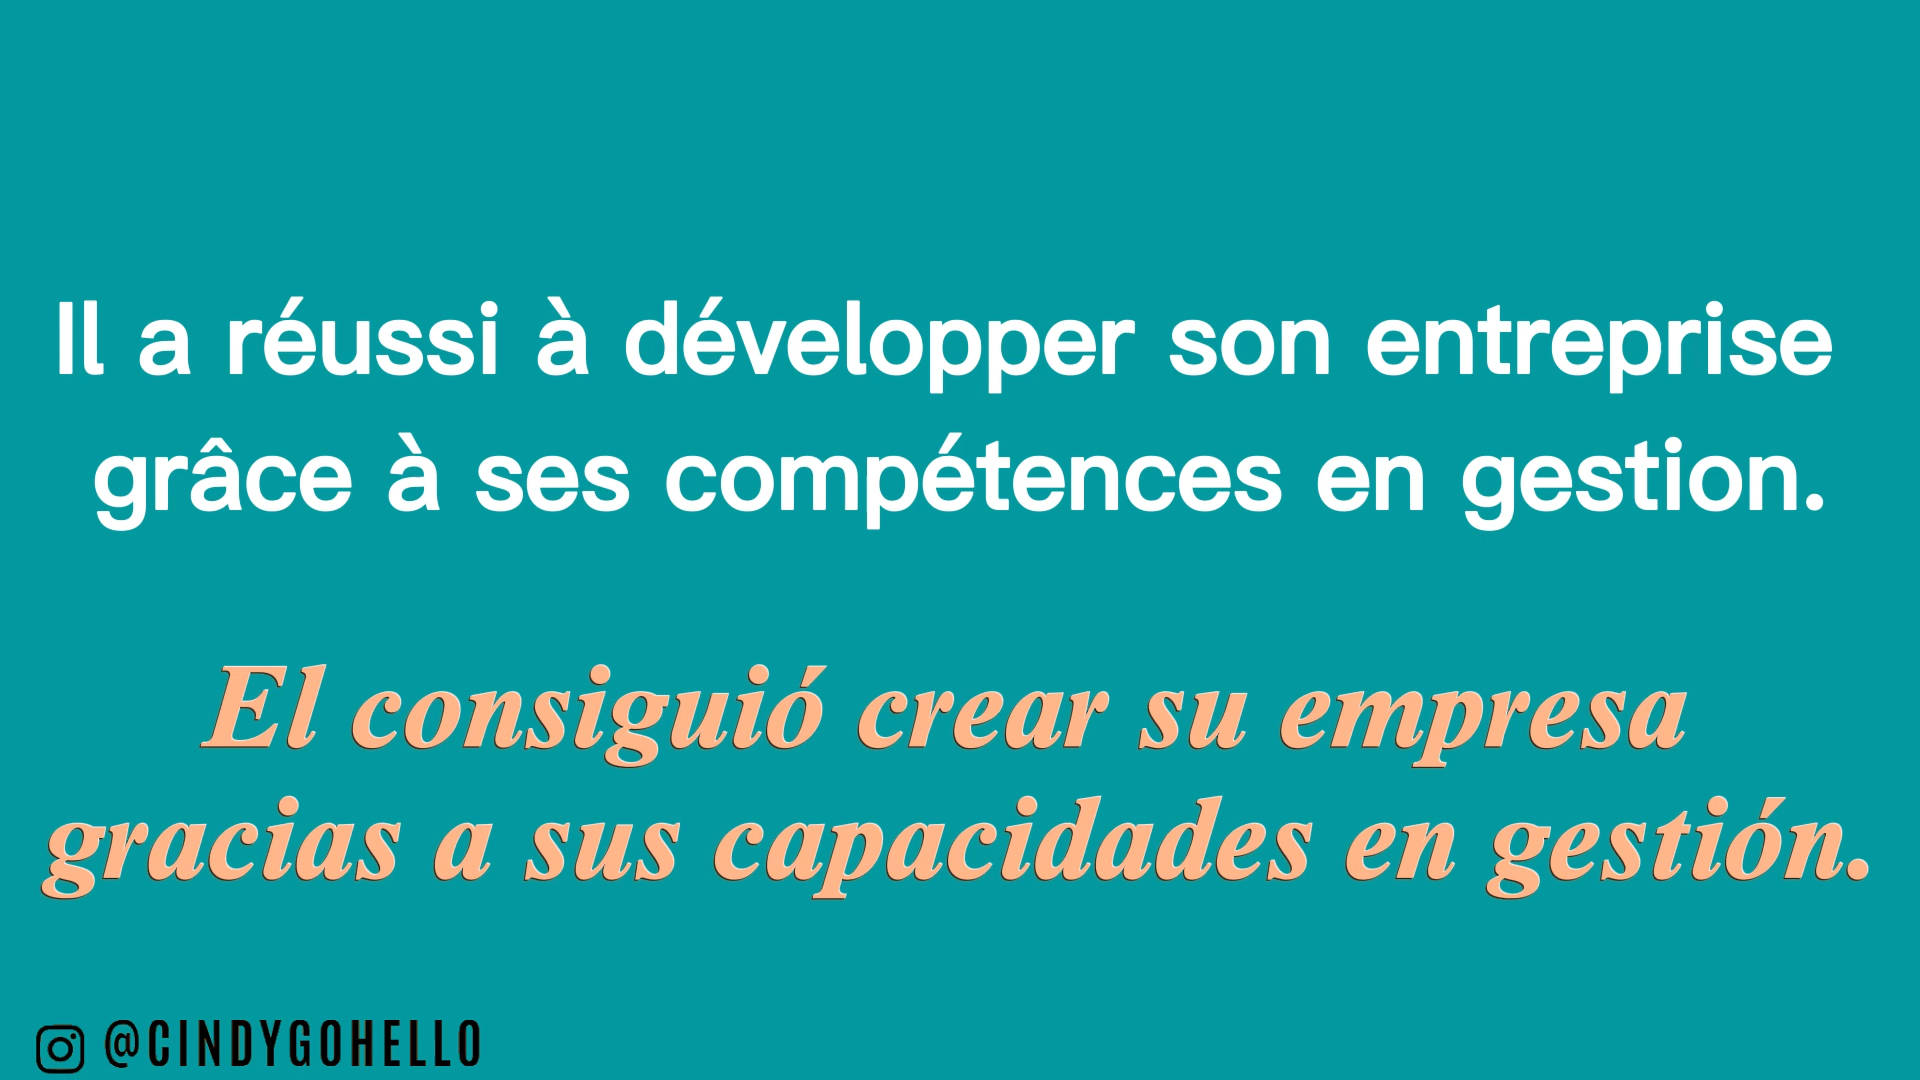 Il a réussi à développer son entreprise
grâce à ses compétences en gestion.
El consiguió crear su empresa
gracias a sus capacidades en gestión.
@CINDYGOHELLO